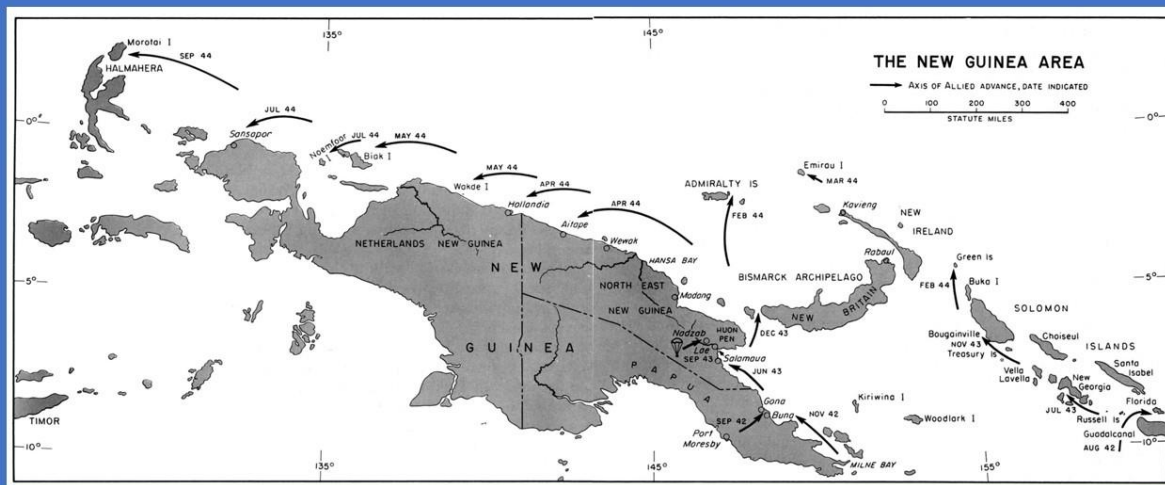 135°
145°
THE NEW GUINEA AREA
AXIS OF ALLIED ADVANCE, DATE INDICATED
0 100 200 300 400
STATUTE MILES
Morotai I
HALMAHERA
SEP 44
0°
JUL 44
Sansapor
Noemfoor
I
JUL 44
Biak I
MAY 44
MAY 44
Wakde I
APR 44
Hollandia
APR 44
Aitape
Wewak
HANSA BAY
ADMIRALTY IS
FEB 44
Emirau I
MAR 44
0°
Kavieng
NEW
IRELAND
Rabaul
Green Is
FEB 44
Buka I
NETHERLANDS NEW GUINEA
NEW
GUINEA
NORTH EAST
NEW GUINEA
Madang
BISMARCK ARCHIPELAGO
NEW BRITAIN
DEC 43
5°
5°
SOLOMON
ISLANDS
Bougainville
NOV 43
Treasury Is
Choiseul
Santa
Isabel
Vella
Lavella
New
Georgia
JUL 43
Russell Is
Florida
Guadalcanal
AUG 42
Nadzab
HUON
PEN
Lae
SEP 43
Salamaua
JUN 43
PAPUA
Gona
Buna
SEP 42
NOV 42
Port
Moresby
MILNE BAY
Kiriwina I
Woodlark I
TIMOR
10°
10°
135°
145°
155°